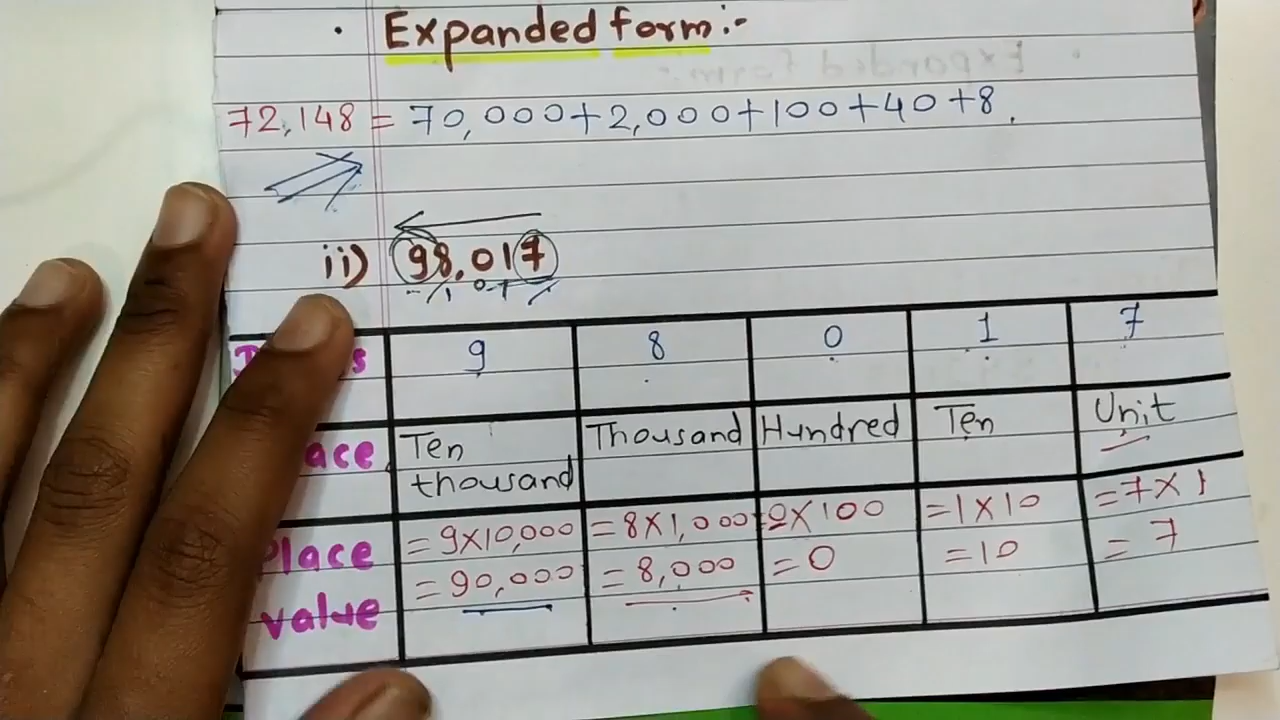 · Expanded form:-
72,148 = 70,000+2,000+100+40+8.
ii) 98,017
9 8 0 1 7
Ten thousand Thousand Hundred Ten Unit
Place value
=9×10,000 =8×1,000 =0×100 =1×10 =7×1
=90,000 =8,000 =0 =10 =7